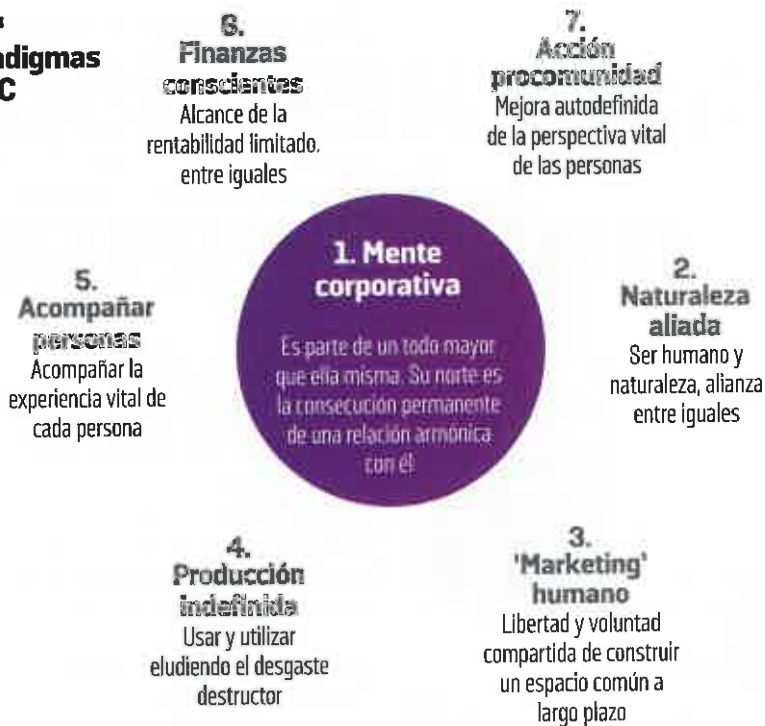 6.
Finanzas
conscientes
Alcance de la
rentabilidad limitado,
entre iguales
7.
Acción
procomunidad
Mejora autodefinida
de la perspectiva vital
de las personas
1. Mente
corporativa
Es parte de un todo mayor
que ella misma. Su norte es
la consecución permanente
de una relación armónica
con él
2.
Naturaleza
aliada
Ser humano y
naturaleza, alianza
entre iguales
5.
Acompañar
personas
Acompañar la
experiencia vital de
cada persona
4.
Producción
indefinida
Usar y utilizar
eludiendo el desgaste
destructor
3.
'Marketing'
humano
Libertad y voluntad
compartida de construir
un espacio común a
largo plazo